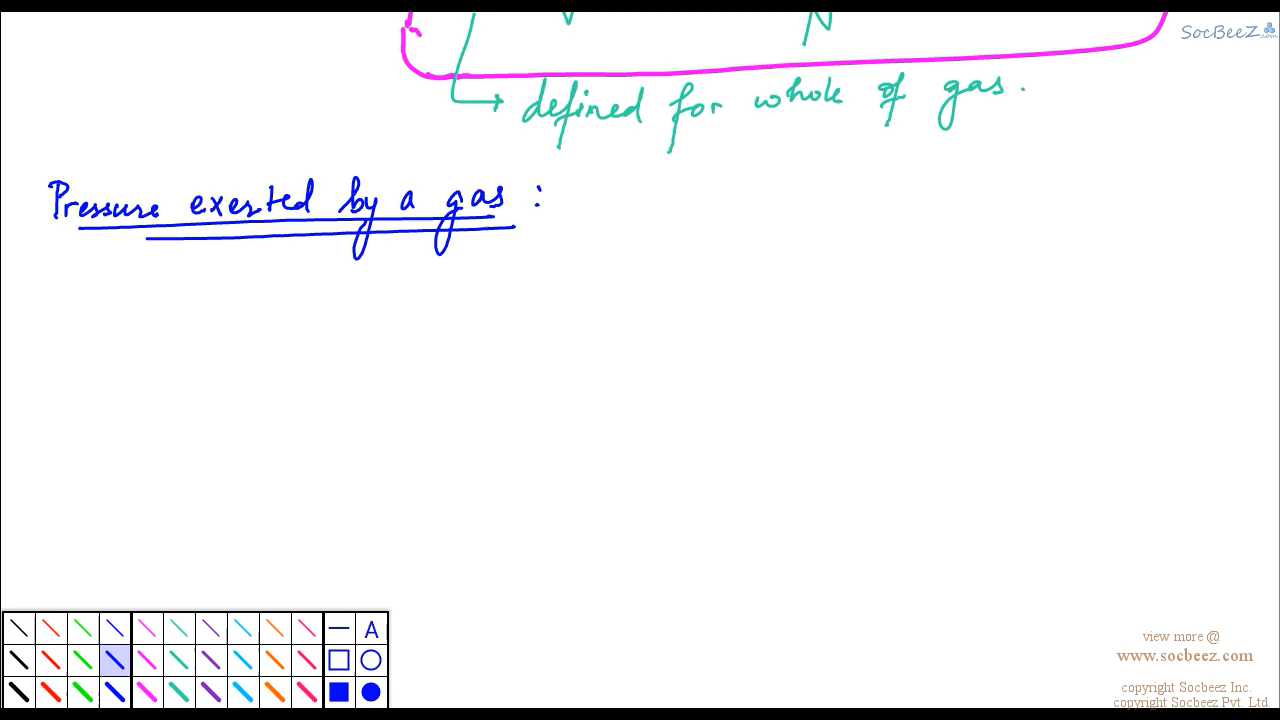 SocBeeZ.com
defined for whole of gas.
Pressure exerted by a gas :
A
view more @
www.socbeez.com
copyright Socbeez Inc.
copyright Socbeez Pvt. Ltd.